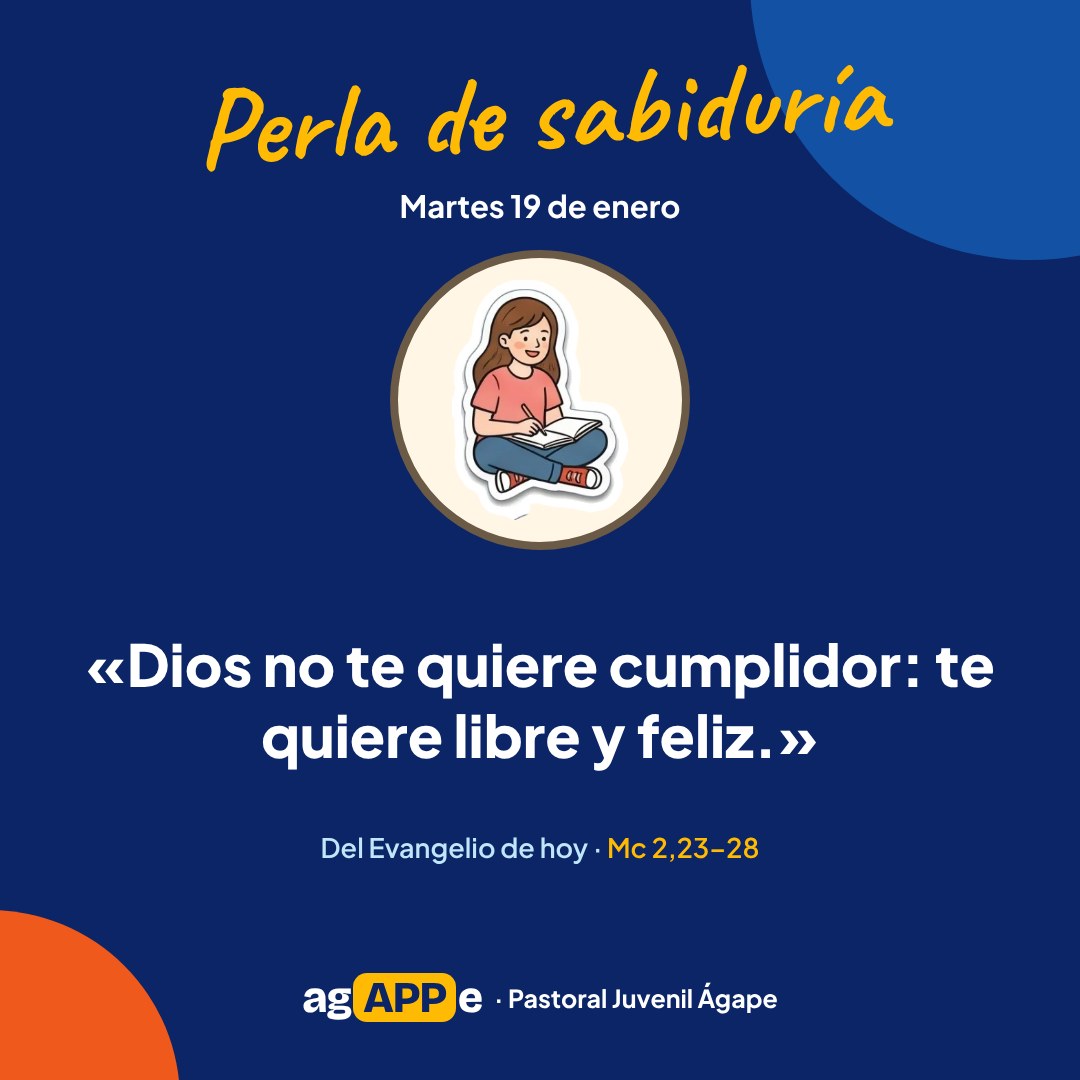 Perla de sabiduría
Martes 19 de enero
«Dios no te quiere cumplidor: te
quiere libre y feliz.»
Del Evangelio de hoy · Mc 2,23–28
agAPPe · Pastoral Juvenil Ágape